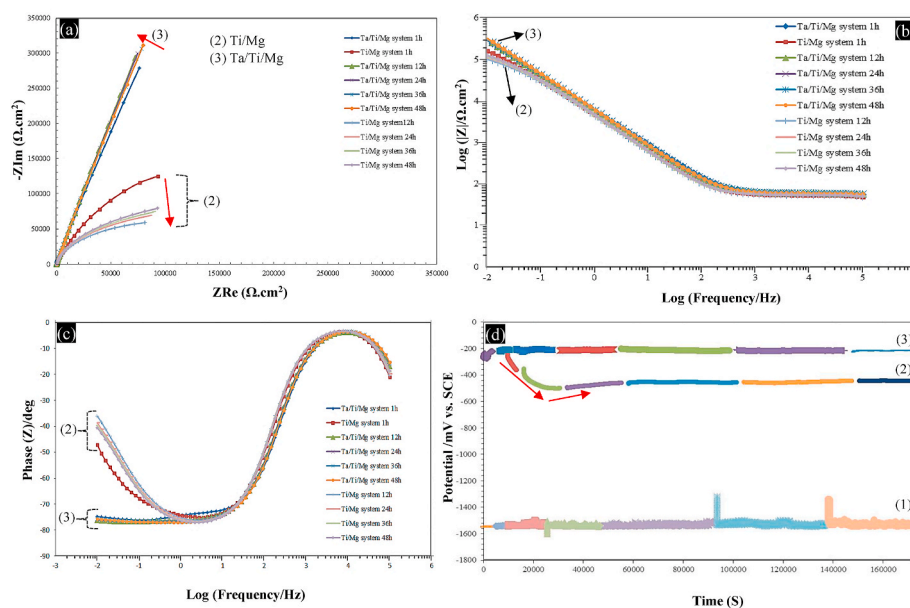 (a)
-ZIm (Ω.cm²)
350000
300000
250000
200000
150000
100000
50000
0
0
50000
100000
150000
200000
250000
300000
350000
ZRe (Ω.cm²)
(3)
(2) Ti/Mg
(3) Ta/Ti/Mg
(2)
Ta/Ti/Mg system 1h
Ti/Mg system 1h
Ta/Ti/Mg system 12h
Ta/Ti/Mg system 24h
Ta/Ti/Mg system 36h
Ta/Ti/Mg system 48h
Ti/Mg system12h
Ti/Mg system 24h
Ti/Mg system 36h
Ti/Mg system 48h
(b)
Log (|Z|/Ω.cm²)
6
5
4
3
2
1
0
-2
-1
0
1
2
3
4
5
6
Log (Frequency/Hz)
(3)
(2)
Ta/Ti/Mg system 1h
Ti/Mg system 1h
Ta/Ti/Mg system 12h
Ta/Ti/Mg system 24h
Ta/Ti/Mg system 36h
Ta/Ti/Mg system 48h
Ti/Mg system 12h
Ti/Mg system 24h
Ti/Mg system 36h
Ti/Mg system 48h
(c)
Phase (Z)/deg
0
-10
-20
-30
-40
-50
-60
-70
-80
-90
-3
-2
-1
0
1
2
3
4
5
6
Log (Frequency/Hz)
(2)
(3)
Ta/Ti/Mg system 1h
Ti/Mg system 1h
Ta/Ti/Mg system 12h
Ta/Ti/Mg system 24h
Ta/Ti/Mg system 36h
Ta/Ti/Mg system 48h
Ti/Mg system 12h
Ti/Mg system 24h
Ti/Mg system 36h
Ti/Mg system 48h
(d)
Potential /mV vs. SCE
0
-200
-400
-600
-800
-1000
-1200
-1400
-1600
-1800
0
20000
40000
60000
80000
100000
120000
140000
160000
Time (S)
(3)
(2)
(1)